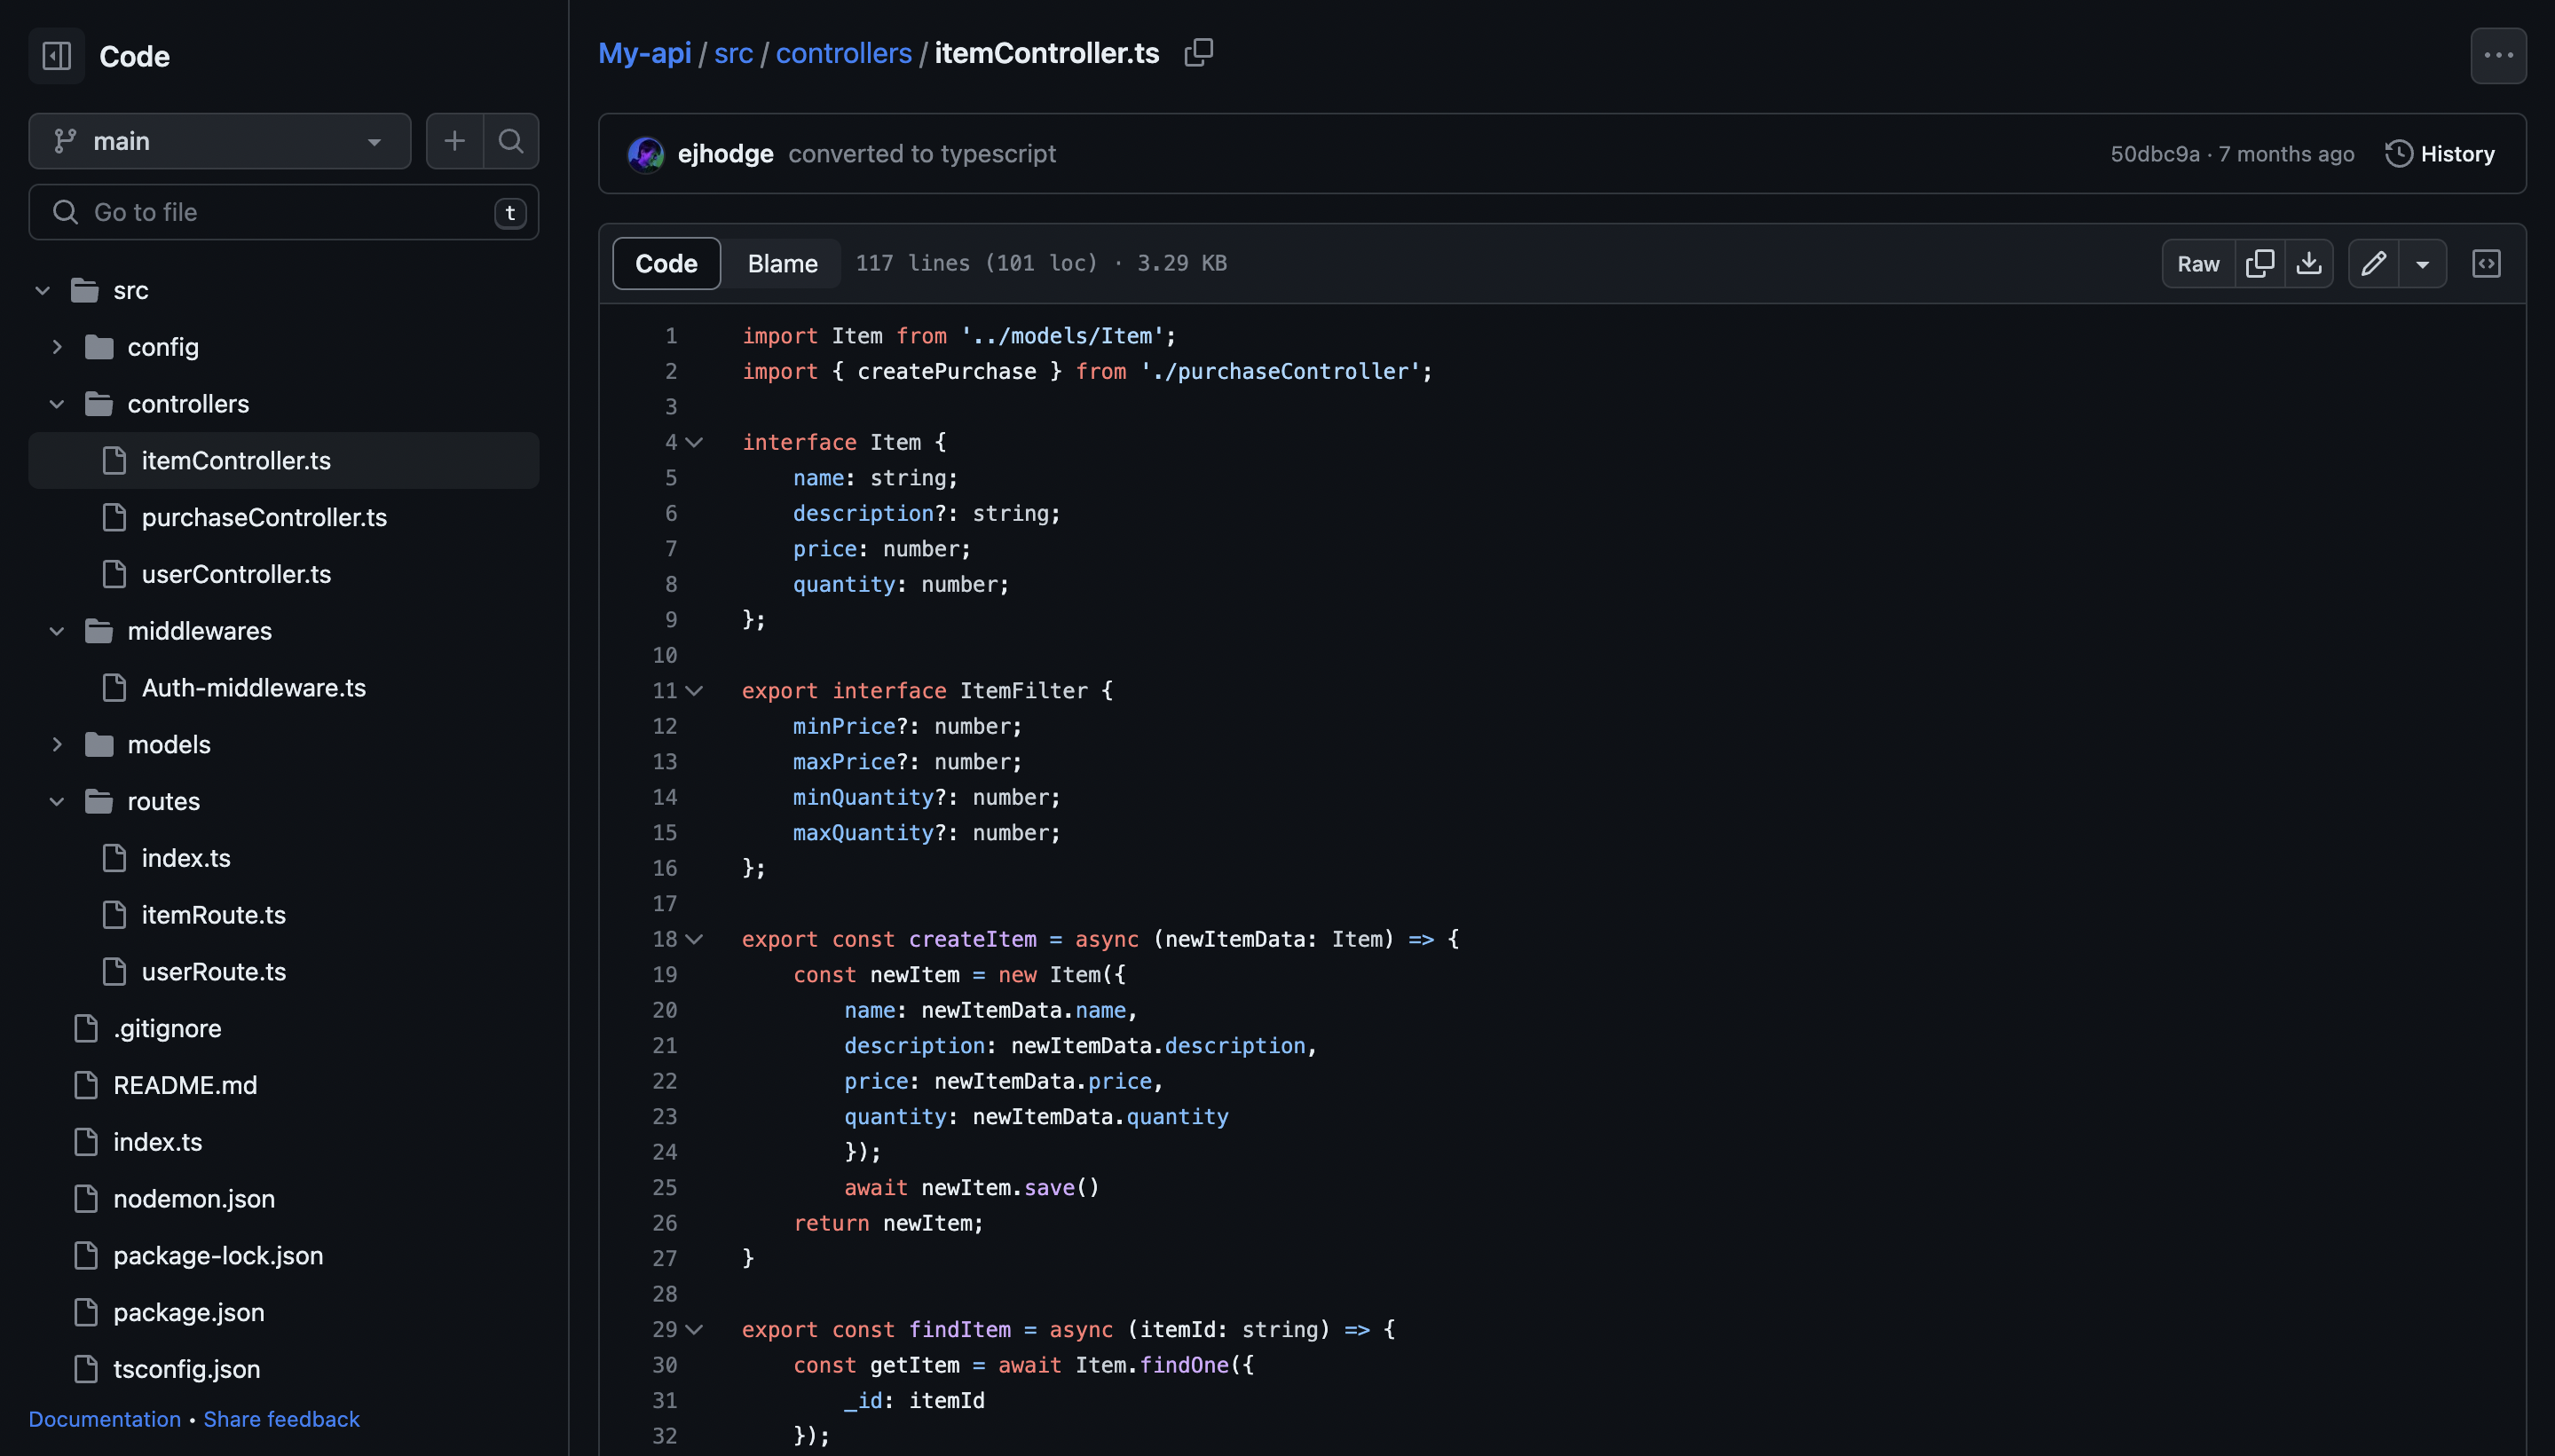 Code
main
Go to file
t
src
config
controllers
itemController.ts
purchaseController.ts
userController.ts
middlewares
Auth-middleware.ts
models
routes
index.ts
itemRoute.ts
userRoute.ts
.gitignore
README.md
index.ts
nodemon.json
package-lock.json
package.json
tsconfig.json
Documentation • Share feedback
My-api / src / controllers / itemController.ts
ejhodge converted to typescript
50dbc9a · 7 months ago
History
Code
Blame
117 lines (101 loc) · 3.29 KB
Raw
1 import Item from '../models/Item';
2 import { createPurchase } from './purchaseController';
3
4 interface Item {
5     name: string;
6     description?: string;
7     price: number;
8     quantity: number;
9 };
10
11 export interface ItemFilter {
12     minPrice?: number;
13     maxPrice?: number;
14     minQuantity?: number;
15     maxQuantity?: number;
16 };
17
18 export const createItem = async (newItemData: Item) => {
19     const newItem = new Item({
20         name: newItemData.name,
21         description: newItemData.description,
22         price: newItemData.price,
23         quantity: newItemData.quantity
24         });
25         await newItem.save()
26     return newItem;
27 }
28
29 export const findItem = async (itemId: string) => {
30     const getItem = await Item.findOne({
31         _id: itemId
32     });